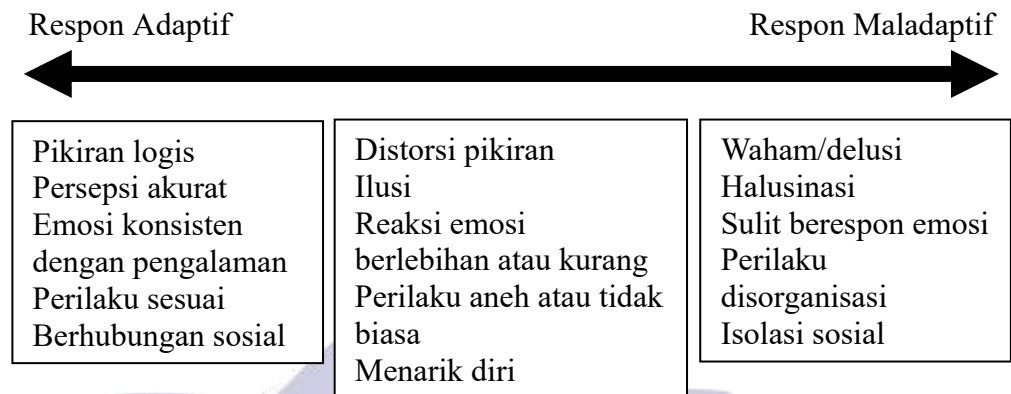 Respon Adaptif
Respon Maladaptif
Pikiran logis
Persepsi akurat
Emosi konsisten
dengan pengalaman
Perilaku sesuai
Berhubungan sosial
Distorsi pikiran
Ilusi
Reaksi emosi
berlebihan atau kurang
Perilaku aneh atau tidak
biasa
Menarik diri
Waham/delusi
Halusinasi
Sulit berespon emosi
Perilaku
disorganisasi
Isolasi sosial